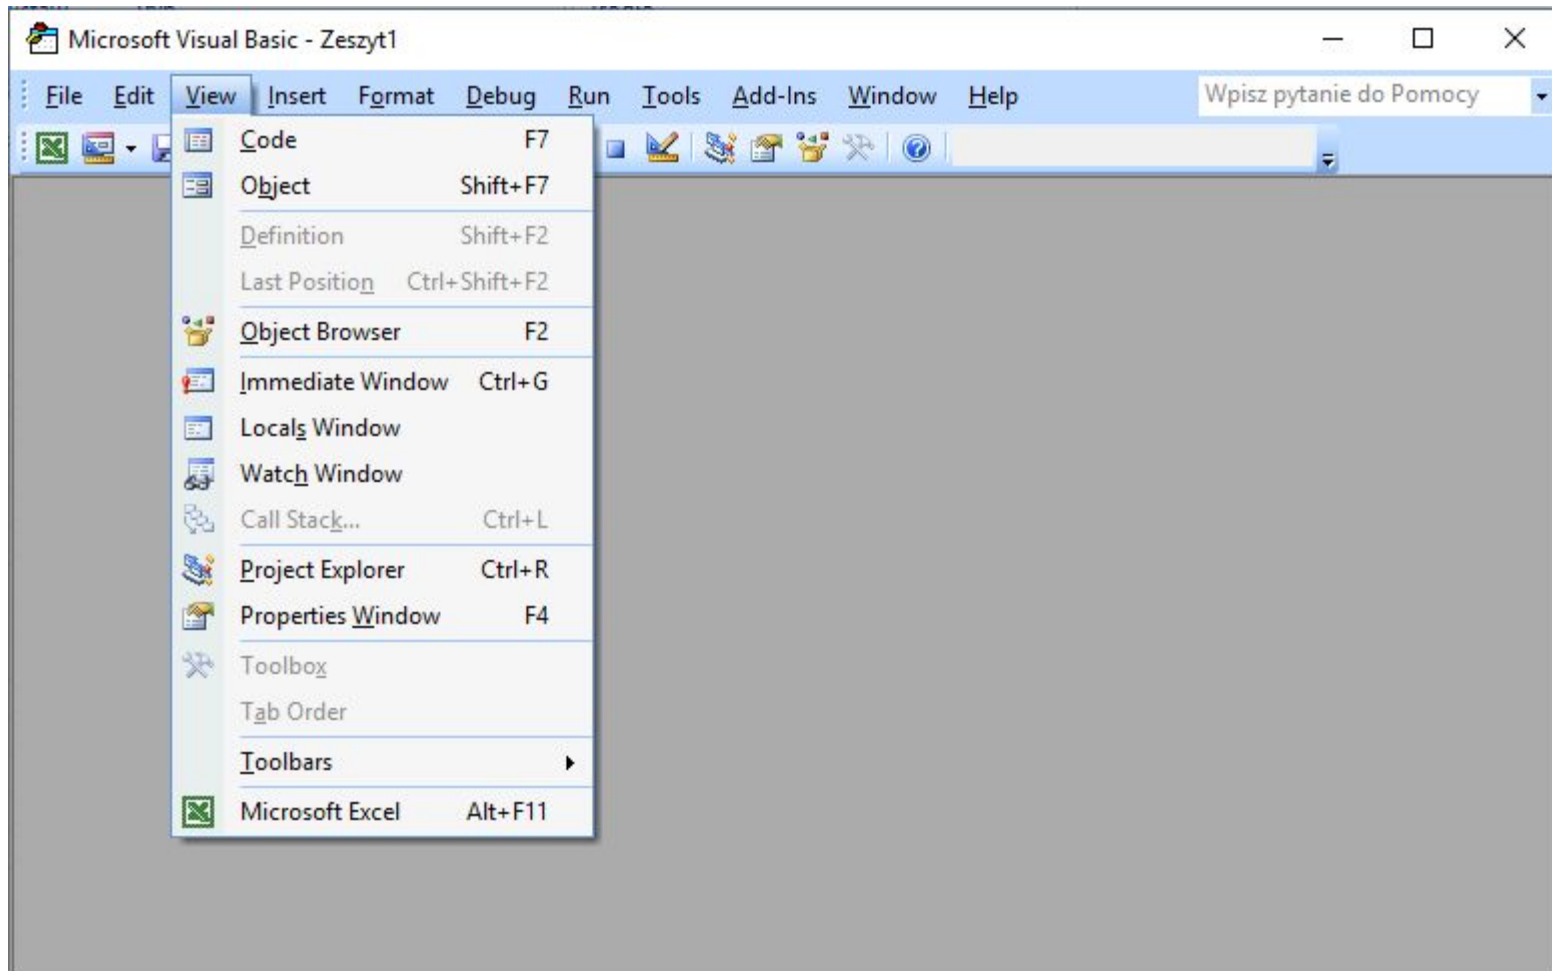 Microsoft Visual Basic - Zeszyt1
File Edit View Insert Format Debug Run Tools Add-Ins Window Help Wpisz pytanie do Pomocy
Code F7
Object Shift+F7
Definition Shift+F2
Last Position Ctrl+Shift+F2
Object Browser F2
Immediate Window Ctrl+G
Locals Window
Watch Window
Call Stack... Ctrl+L
Project Explorer Ctrl+R
Properties Window F4
Toolbox
Tab Order
Toolbars
Microsoft Excel Alt+F11